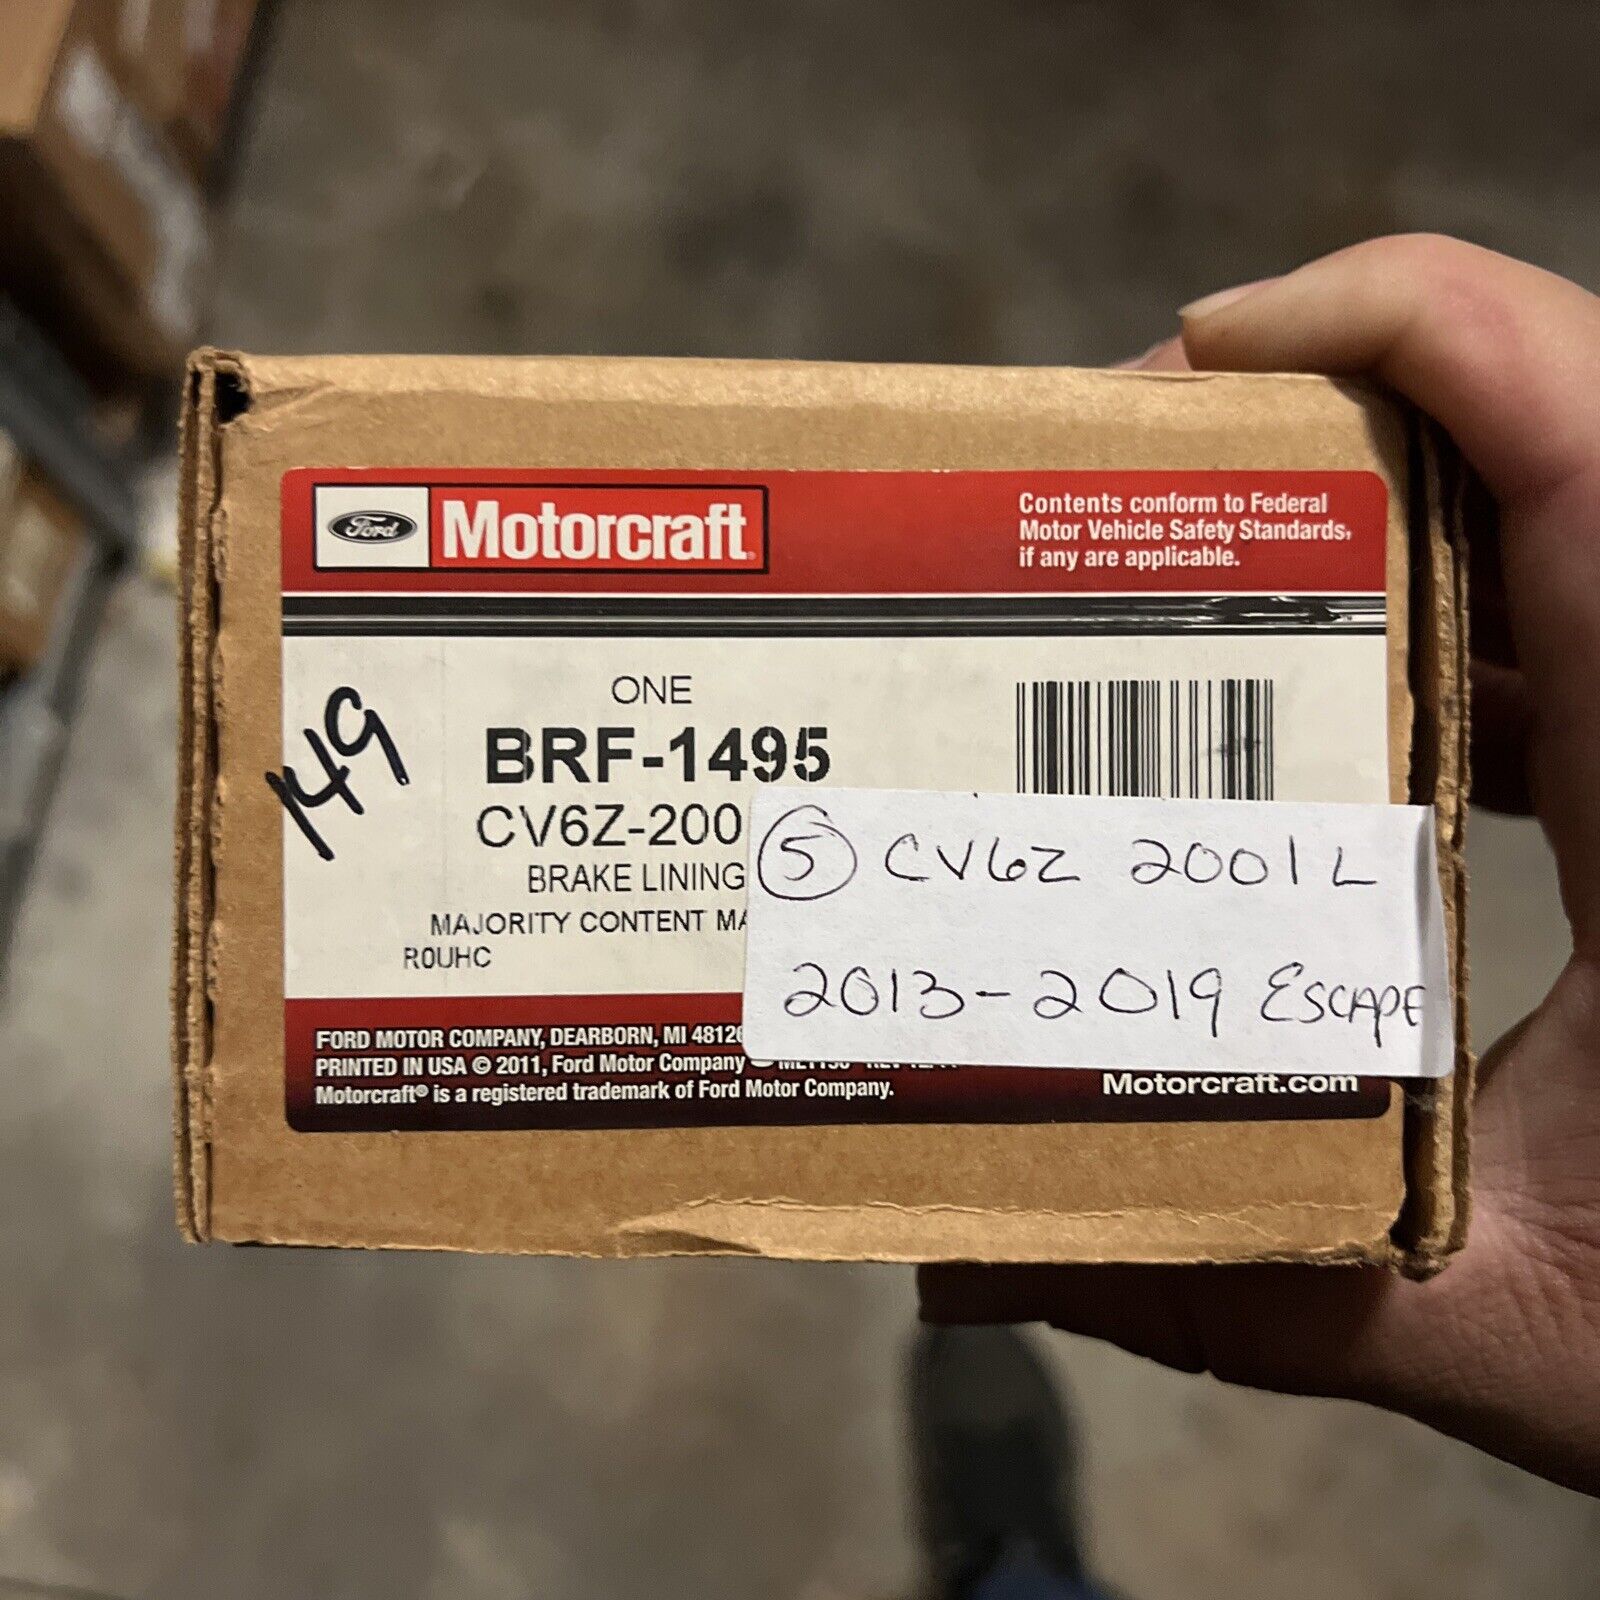 Ford Motorcraft
Contents conform to Federal
Motor Vehicle Safety Standards,
if any are applicable.
149
ONE
BRF-1495
CV6Z-200
BRAKE LINING
MAJORITY CONTENT MA
R0UHC
5 CV6Z 2001L
2013-2019 ESCAPE
FORD MOTOR COMPANY, DEARBORN, MI 48126
PRINTED IN USA © 2011, Ford Motor Company
Motorcraft® is a registered trademark of Ford Motor Company.
Motorcraft.com